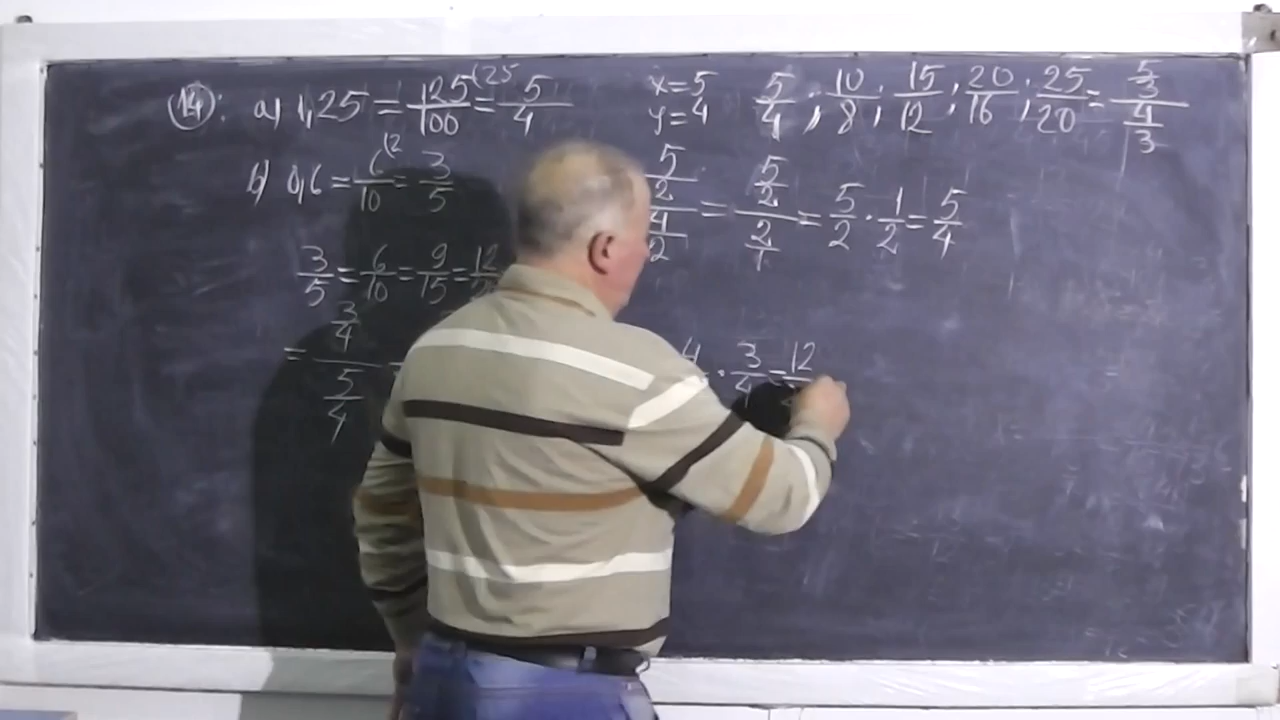 (14): a) 1,25 = 125/100 (25 = 5/4 x=5 y=4 5/4 ; 10/8 ; 15/12 ; 20/16 ; 25/20 = (5/3)/(4/3)
(5/2)/(4/2) = (5/2)/(2/1) = 5/2 · 1/2 = 5/4
b) 0,6 = 6/10 (2 = 3/5
3/5 = 6/10 = 9/15 = 12/
= (3/4)/(5/4) = 4 · 3/4 = 12